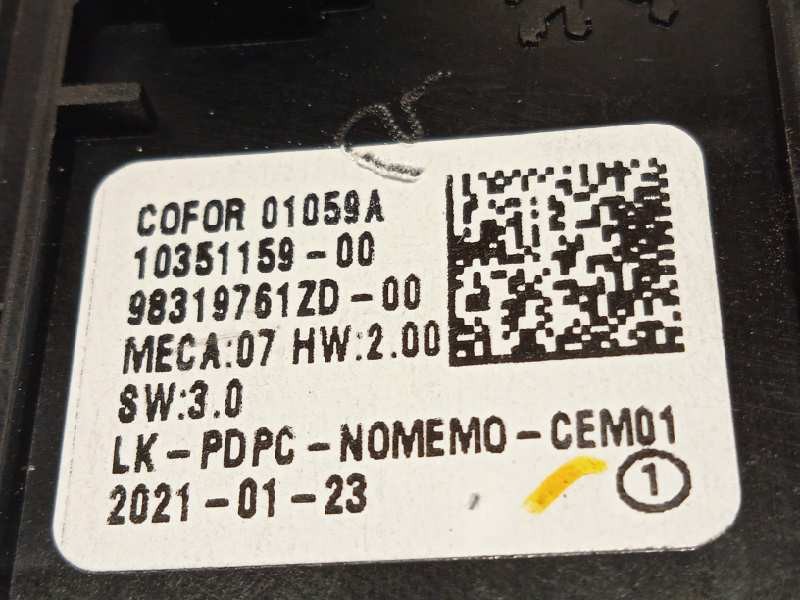 COFOR 01059A
10351159-00
98319761ZD-00
MECA:07 HW:2.00
SW:3.0
LK-PDPC-NOMEMO-CEM01
2021-01-23
1